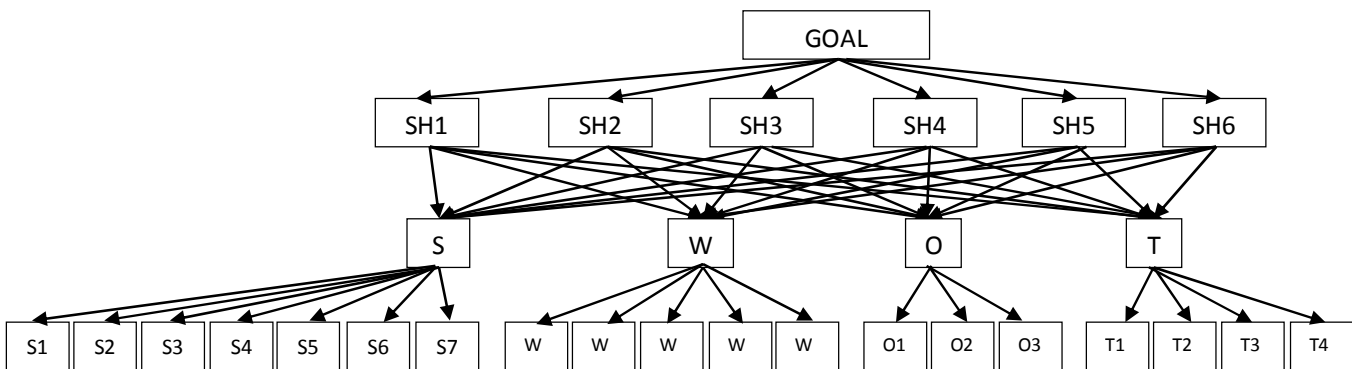 GOAL
SH1 SH2 SH3 SH4 SH5 SH6
S W O T
S1 S2 S3 S4 S5 S6 S7 W W W W W O1 O2 O3 T1 T2 T3 T4